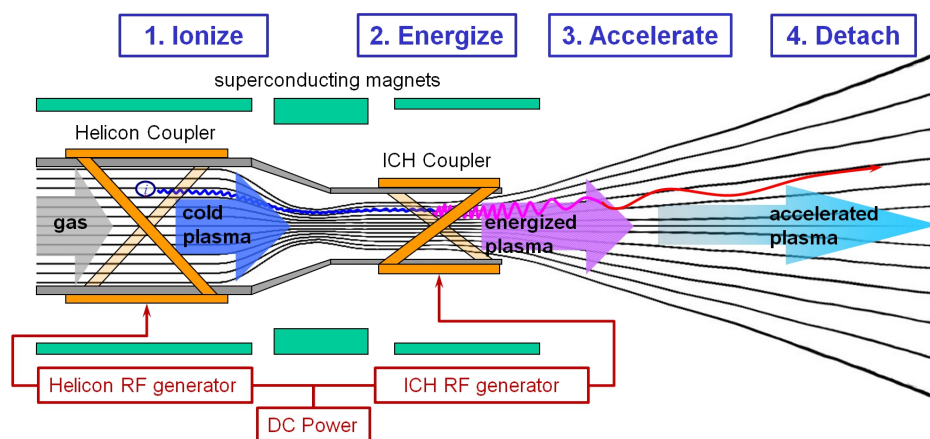 1. Ionize
2. Energize
3. Accelerate
4. Detach
superconducting magnets
Helicon Coupler
ICH Coupler
i
gas
cold
plasma
energized
plasma
accelerated
plasma
Helicon RF generator
ICH RF generator
DC Power